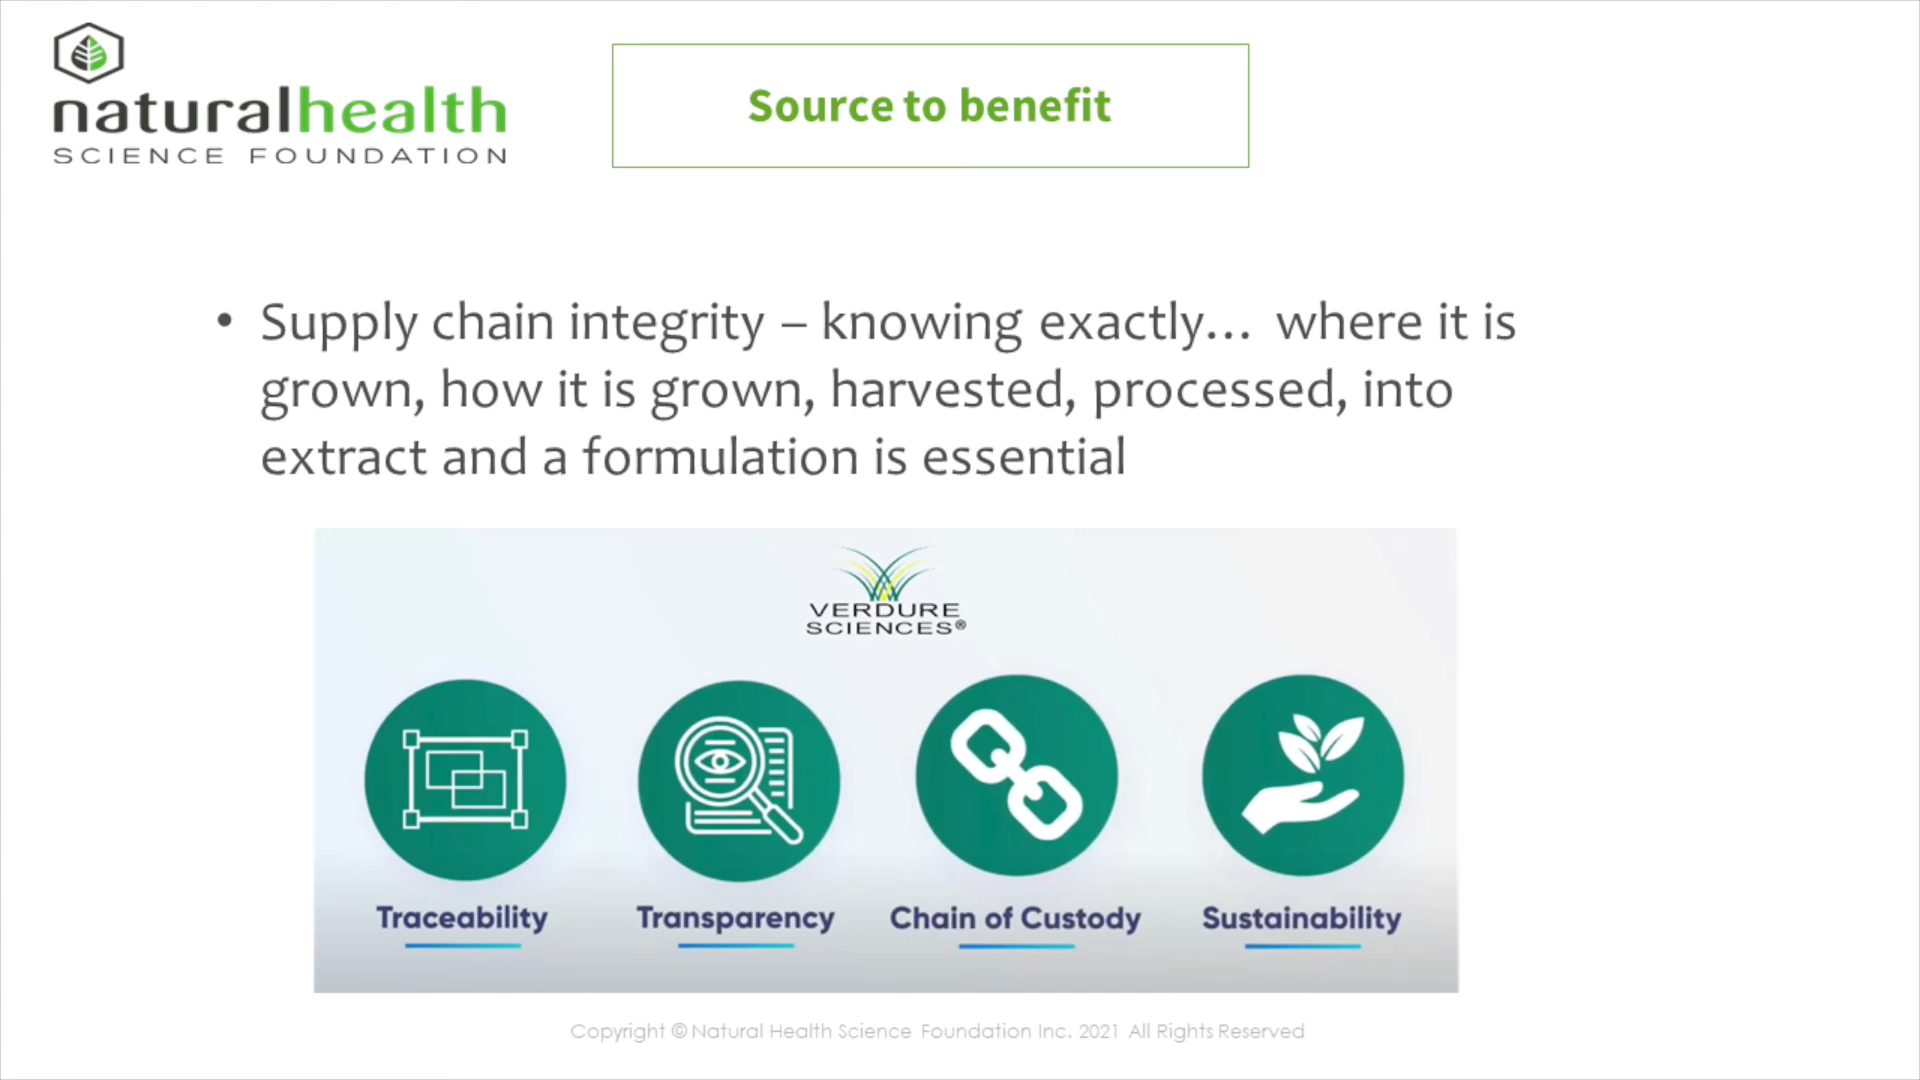 naturalhealth
SCIENCE FOUNDATION
Source to benefit
• Supply chain integrity – knowing exactly… where it is
grown, how it is grown, harvested, processed, into
extract and a formulation is essential
VERDURE
SCIENCES®
Traceability
Transparency
Chain of Custody
Sustainability
Copyright © Natural Health Science Foundation Inc. 2021 All Rights Reserved